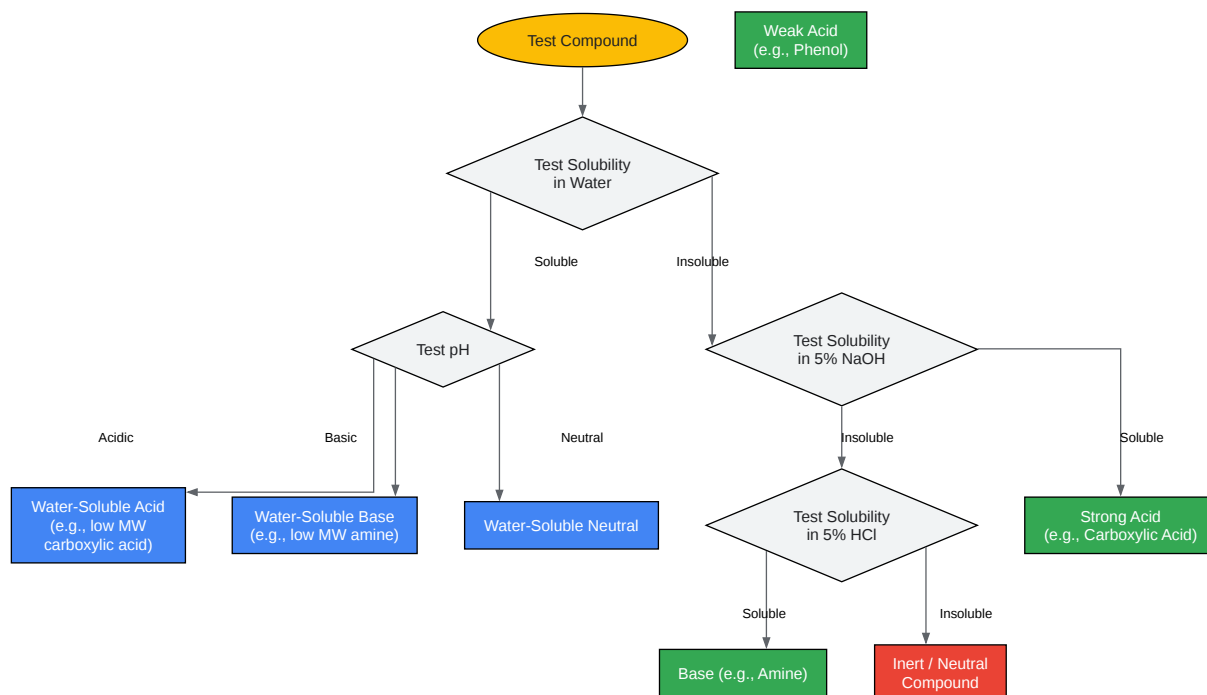 Test Compound
Weak Acid
(e.g., Phenol)
Test Solubility
in Water
Soluble
Insoluble
Test pH
Test Solubility
in 5% NaOH
Acidic
Basic
Neutral
Insoluble
Soluble
Water-Soluble Acid
(e.g., low MW
carboxylic acid)
Water-Soluble Base
(e.g., low MW amine)
Water-Soluble Neutral
Test Solubility
in 5% HCl
Strong Acid
(e.g., Carboxylic Acid)
Soluble
Insoluble
Base (e.g., Amine)
Inert / Neutral
Compound